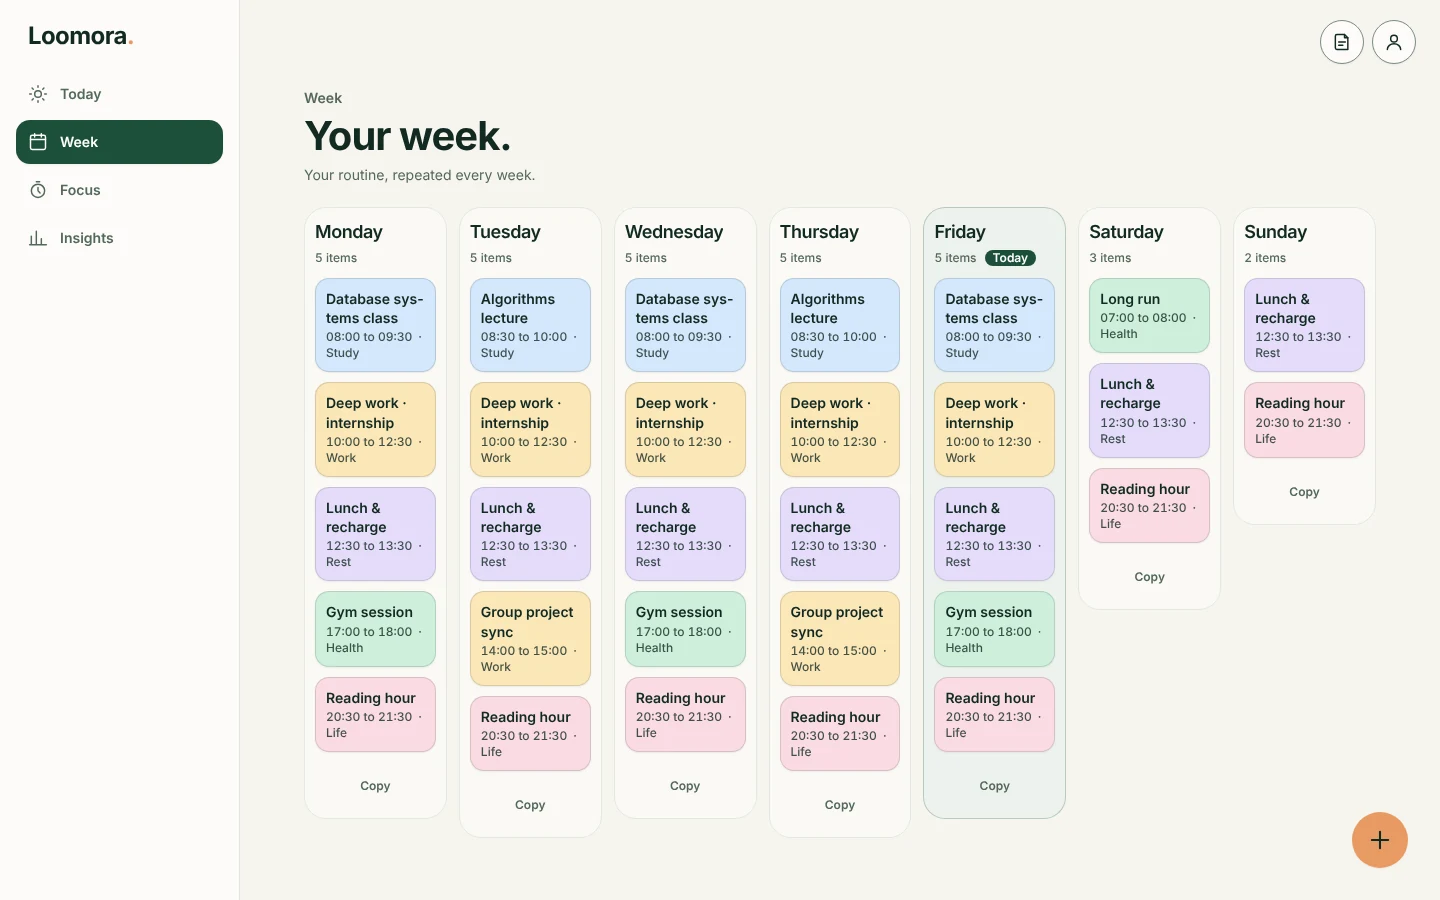 Loomora.
Today
Week
Focus
Insights
Week
Your week.
Your routine, repeated every week.
Monday
5 items
Database sys-
tems class
08:00 to 09:30 ·
Study
Deep work ·
internship
10:00 to 12:30 ·
Work
Lunch &
recharge
12:30 to 13:30 ·
Rest
Gym session
17:00 to 18:00 ·
Health
Reading hour
20:30 to 21:30 ·
Life
Copy
Tuesday
5 items
Algorithms
lecture
08:30 to 10:00 ·
Study
Deep work ·
internship
10:00 to 12:30 ·
Work
Lunch &
recharge
12:30 to 13:30 ·
Rest
Group project
sync
14:00 to 15:00 ·
Work
Reading hour
20:30 to 21:30 ·
Life
Copy
Wednesday
5 items
Database sys-
tems class
08:00 to 09:30 ·
Study
Deep work ·
internship
10:00 to 12:30 ·
Work
Lunch &
recharge
12:30 to 13:30 ·
Rest
Gym session
17:00 to 18:00 ·
Health
Reading hour
20:30 to 21:30 ·
Life
Copy
Thursday
5 items
Algorithms
lecture
08:30 to 10:00 ·
Study
Deep work ·
internship
10:00 to 12:30 ·
Work
Lunch &
recharge
12:30 to 13:30 ·
Rest
Group project
sync
14:00 to 15:00 ·
Work
Reading hour
20:30 to 21:30 ·
Life
Copy
Friday
5 items Today
Database sys-
tems class
08:00 to 09:30 ·
Study
Deep work ·
internship
10:00 to 12:30 ·
Work
Lunch &
recharge
12:30 to 13:30 ·
Rest
Gym session
17:00 to 18:00 ·
Health
Reading hour
20:30 to 21:30 ·
Life
Copy
Saturday
3 items
Long run
07:00 to 08:00 ·
Health
Lunch &
recharge
12:30 to 13:30 ·
Rest
Reading hour
20:30 to 21:30 ·
Life
Copy
Sunday
2 items
Lunch &
recharge
12:30 to 13:30 ·
Rest
Reading hour
20:30 to 21:30 ·
Life
Copy